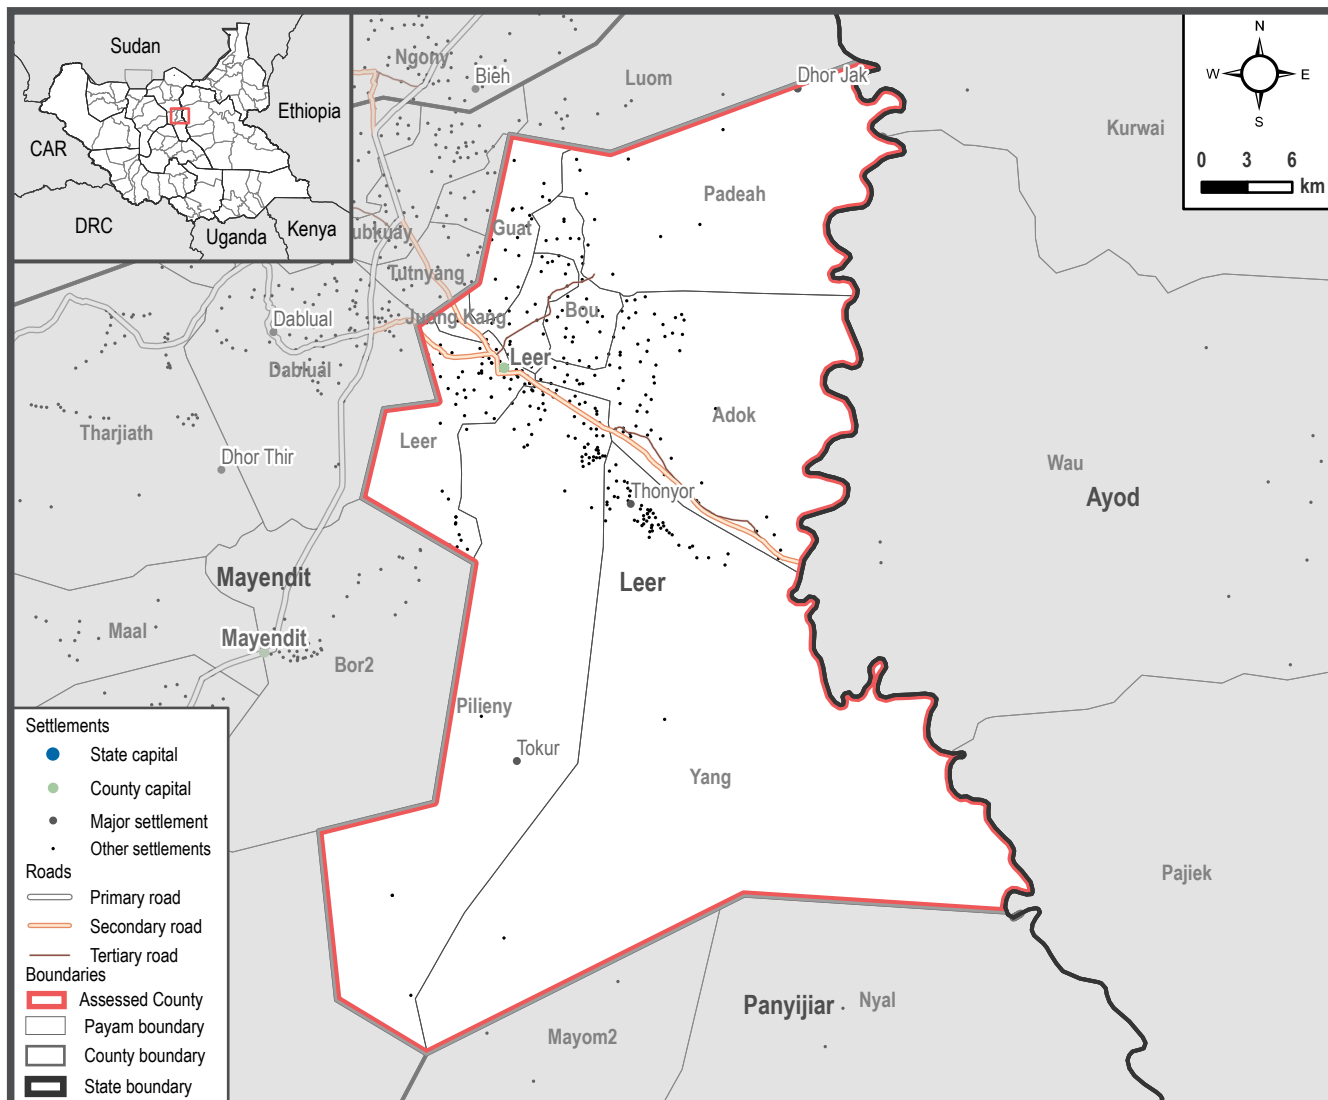 Sudan
Ethiopia
CAR
DRC
Uganda
Kenya
Ngony
Bieh
Luom
Dhor Jak
Kurwai
N
W
E
S
0 3 6
km
Padeah
Guat
ubkuay
Tutnyang
Juong Kang
Bou
Dablual
Dablual
Leer
Tharjiath
Leer
Adok
Dhor Thir
Wau
Ayod
Thonyor
Mayendit
Leer
Maal
Mayendit
Bor2
Pilieny
Tokur
Yang
Pajiek
Panyijiar
Nyal
Mayom2
Settlements
State capital
County capital
Major settlement
Other settlements
Roads
Primary road
Secondary road
Tertiary road
Boundaries
Assessed County
Payam boundary
County boundary
State boundary